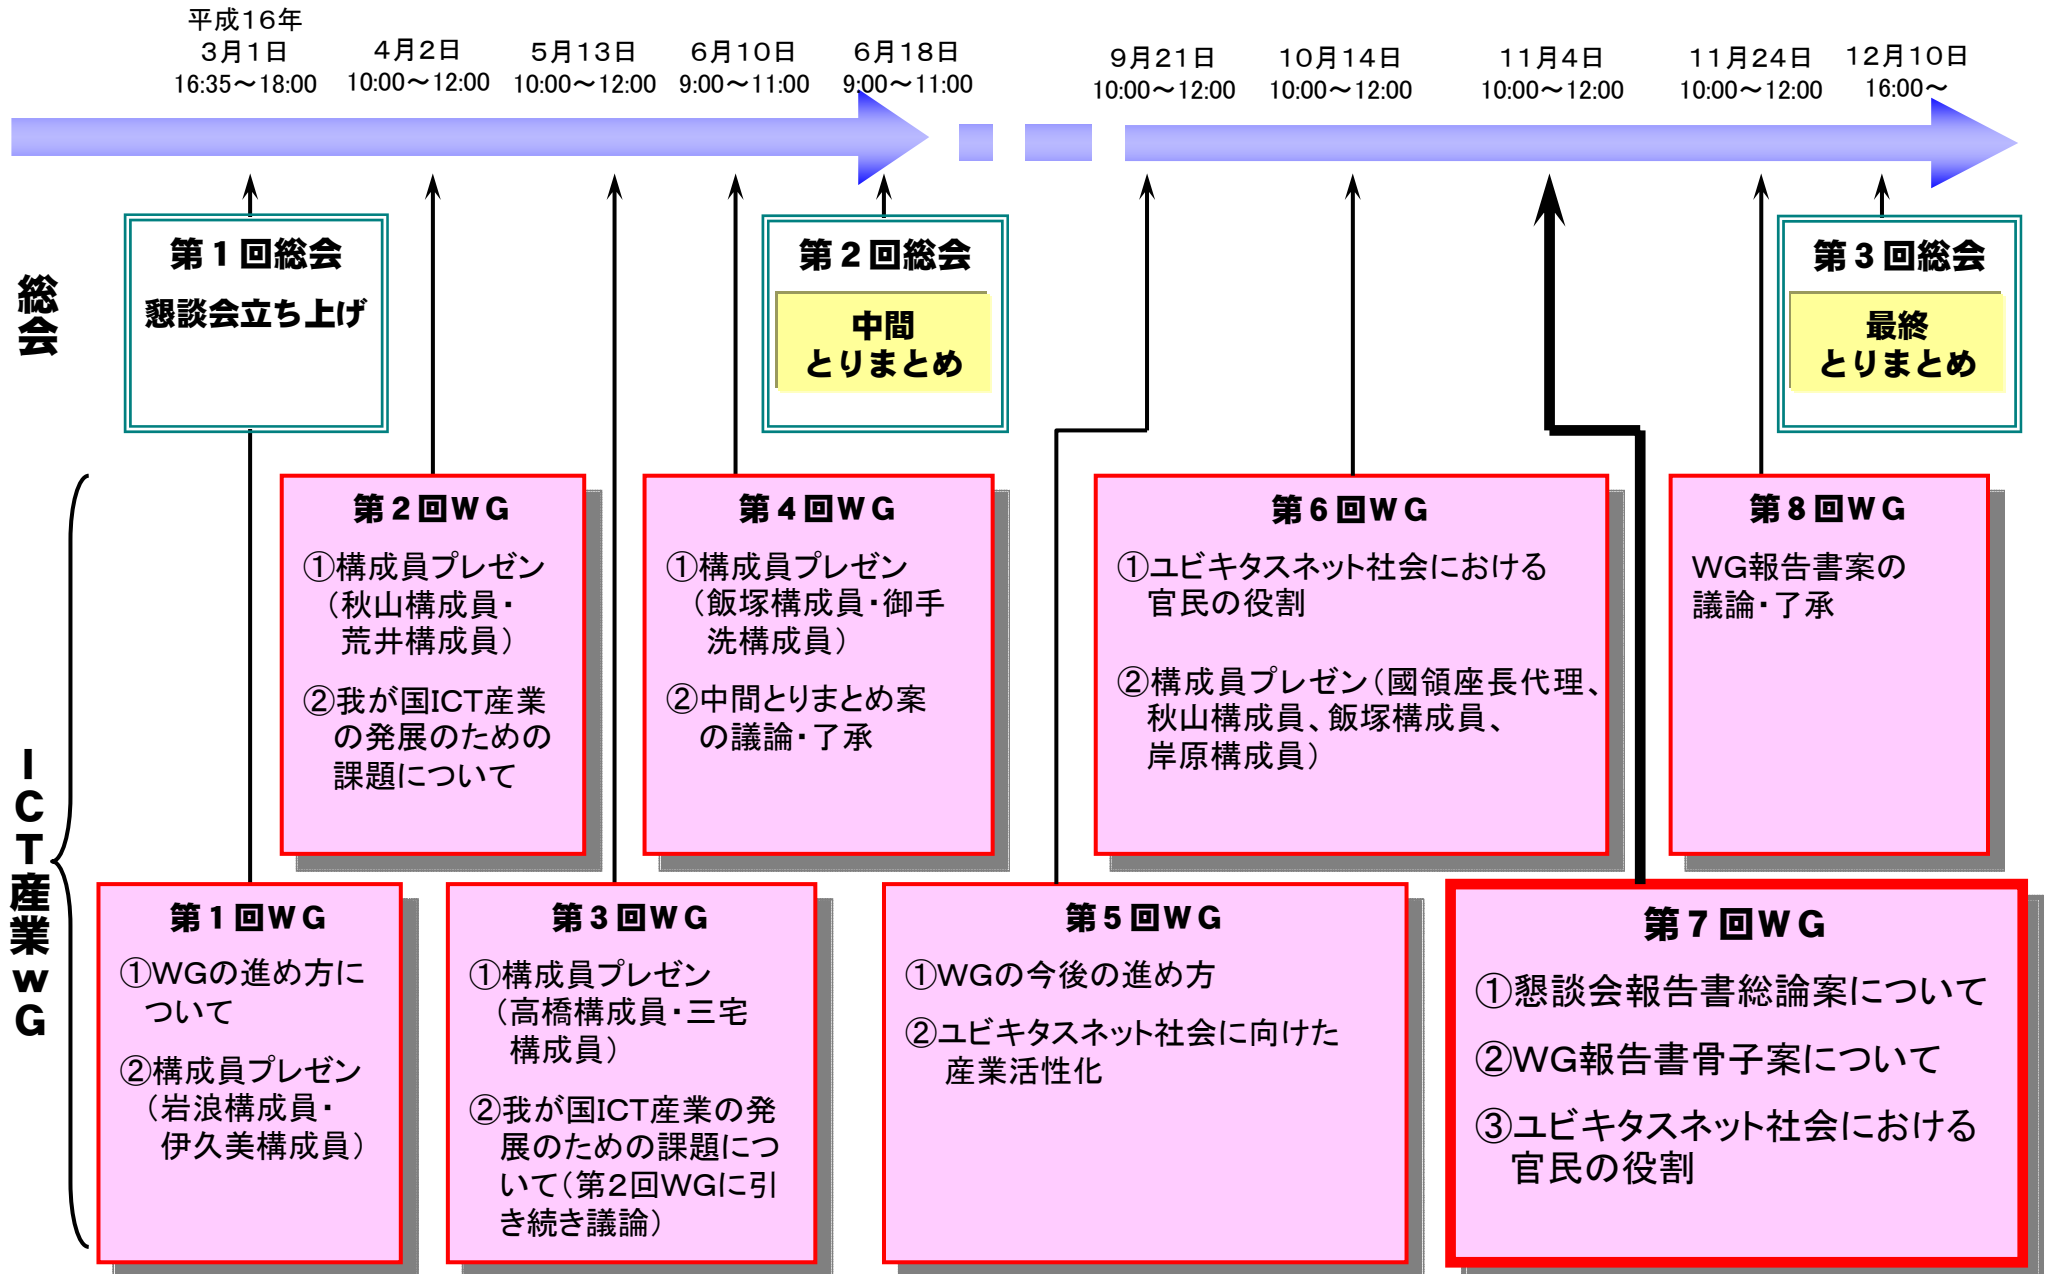 平成16年
3月1日
16:35～18:00
4月2日
10:00～12:00
5月13日
10:00～12:00
6月10日
9:00～11:00
6月18日
9:00～11:00
9月21日
10:00～12:00
10月14日
10:00～12:00
11月4日
10:00～12:00
11月24日
10:00～12:00
12月10日
16:00～
総会
第1回総会
懇談会立ち上げ
第2回総会
中間
とりまとめ
第3回総会
最終
とりまとめ
ICT産業WG
第2回WG
①構成員プレゼン
（秋山構成員・
荒井構成員）
②我が国ICT産業
の発展のための
課題について
第4回WG
①構成員プレゼン
（飯塚構成員・御手
洗構成員）
②中間とりまとめ案
の議論・了承
第6回WG
①ユビキタスネット社会における
官民の役割
②構成員プレゼン（國領座長代理、
秋山構成員、飯塚構成員、
岸原構成員）
第8回WG
WG報告書案の
議論・了承
第1回WG
①WGの進め方に
ついて
②構成員プレゼン
（岩浪構成員・
伊久美構成員）
第3回WG
①構成員プレゼン
（高橋構成員・三宅
構成員）
②我が国ICT産業の発
展のための課題につ
いて（第2回WGに引
き続き議論）
第5回WG
①WGの今後の進め方
②ユビキタスネット社会に向けた
産業活性化
第7回WG
①懇談会報告書総論案について
②WG報告書骨子案について
③ユビキタスネット社会における
官民の役割